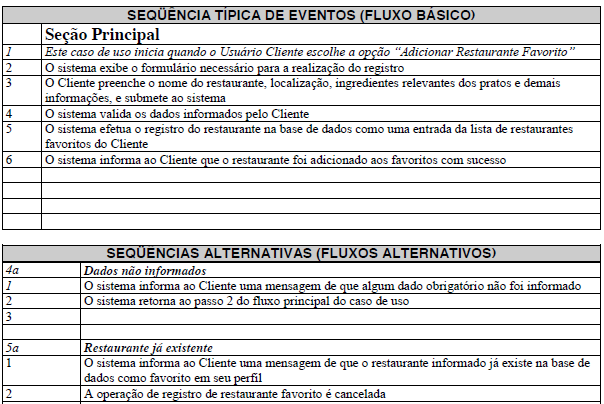 SEQÜÊNCIA TÍPICA DE EVENTOS (FLUXO BÁSICO)
Seção Principal
1 Este caso de uso inicia quando o Usuário Cliente escolhe a opção “Adicionar Restaurante Favorito”
2 O sistema exibe o formulário necessário para a realização do registro
3 O Cliente preenche o nome do restaurante, localização, ingredientes relevantes dos pratos e demais
informações, e submete ao sistema
4 O sistema valida os dados informados pelo Cliente
5 O sistema efetua o registro do restaurante na base de dados como uma entrada da lista de restaurantes
favoritos do Cliente
6 O sistema informa ao Cliente que o restaurante foi adicionado aos favoritos com sucesso
SEQÜENCIAS ALTERNATIVAS (FLUXOS ALTERNATIVOS)
4a Dados não informados
1 O sistema informa ao Cliente uma mensagem de que algum dado obrigatório não foi informado
2 O sistema retorna ao passo 2 do fluxo principal do caso de uso
3
5a Restaurante já existente
1 O sistema informa ao Cliente uma mensagem de que o restaurante informado já existe na base de
dados como favorito em seu perfil
2 A operação de registro de restaurante favorito é cancelada